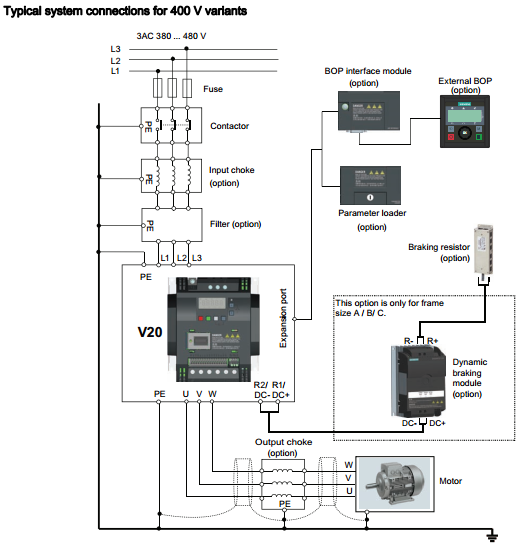 Typical system connections for 400 V variants
3AC 380 ... 480 V
L3
L2
L1
Fuse
PE
Contactor
PE
Input choke
(option)
PE
Filter (option)
L1 L2 L3
PE
V20
Expansion port
PE U V W
R2/ R1/
DC- DC+
BOP interface module
(option)
External BOP
(option)
Parameter loader
(option)
Braking resistor
(option)
This option is only for frame
size A / B/ C.
R- R+
Dynamic
braking
module
(option)
DC- DC+
Output choke
(option)
PE
W
V
U
Motor